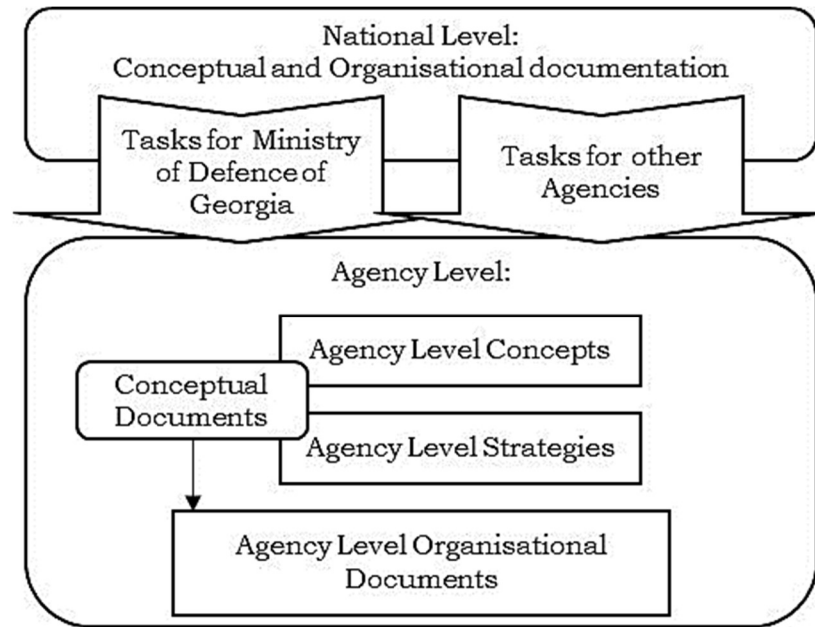 National Level:
Conceptual and Organisational documentation
Tasks for Ministry
of Defence of
Georgia
Tasks for other
Agencies
Agency Level:
Agency Level Concepts
Conceptual
Documents
Agency Level Strategies
Agency Level Organisational
Documents